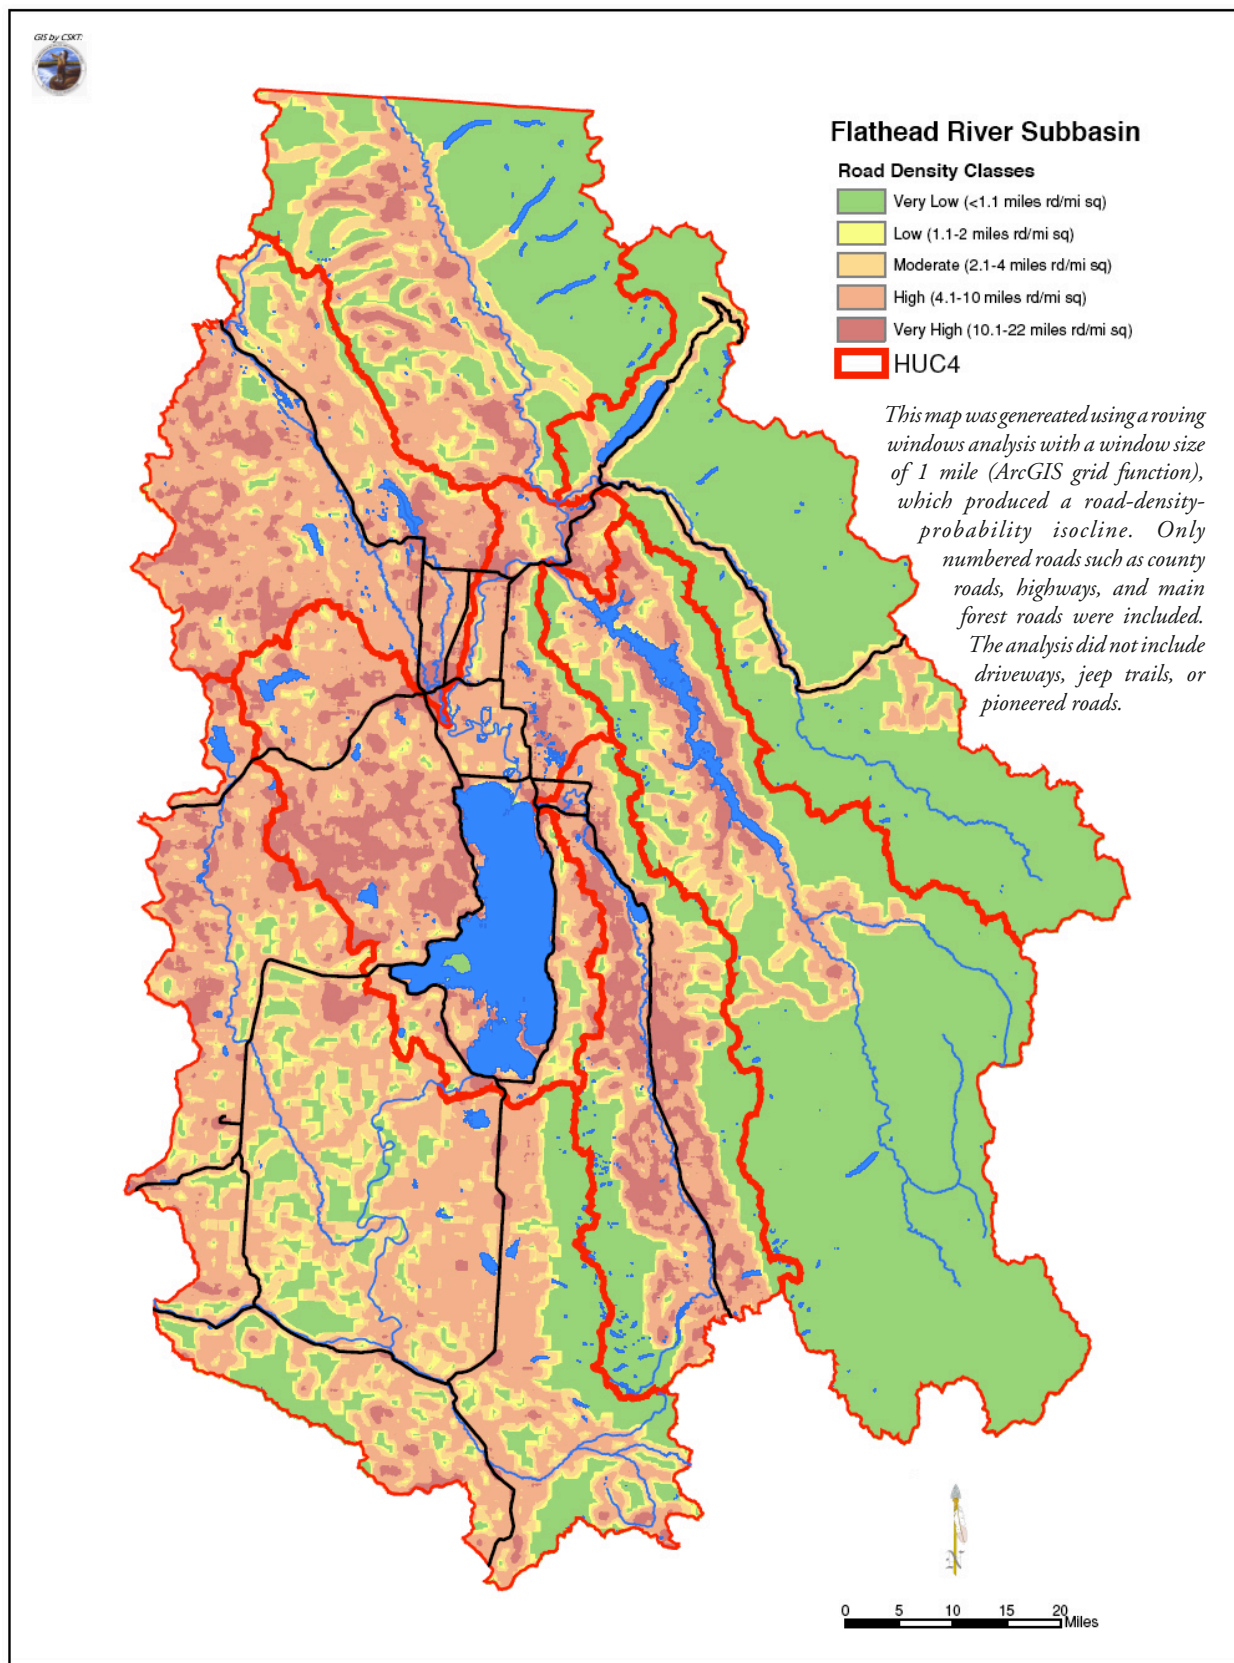 GIS by CSKT:
Flathead River Subbasin
Road Density Classes
Very Low (<1.1 miles rd/mi sq)
Low (1.1-2 miles rd/mi sq)
Moderate (2.1-4 miles rd/mi sq)
High (4.1-10 miles rd/mi sq)
Very High (10.1-22 miles rd/mi sq)
HUC4
This map was genereated using a roving
windows analysis with a window size
of 1 mile (ArcGIS grid function),
which produced a road-density-
probability isocline. Only
numbered roads such as county
roads, highways, and main
forest roads were included.
The analysis did not include
driveways, jeep trails, or
pioneered roads.
N
0 5 10 15 20
Miles